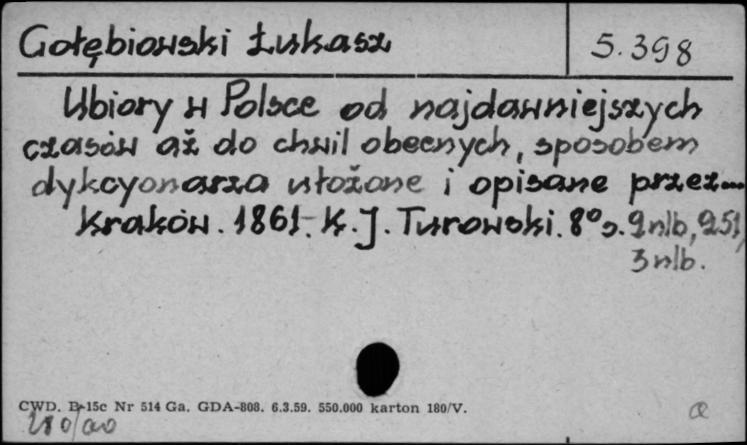 Gołębiowski Łukasz 5.398
Ubiory w Polsce od najdawniejszych
czasów aż do chwil obecnych, sposobem
dykcyonarza ułożone i opisane przez...
Kraków. 1861. K. J. Turowski. 8° s. 2 nlb, 251,
3 nlb.
CWD. B-15c Nr 514 Ga. GDA-808. 6.3.59. 550.000 karton 180/V.